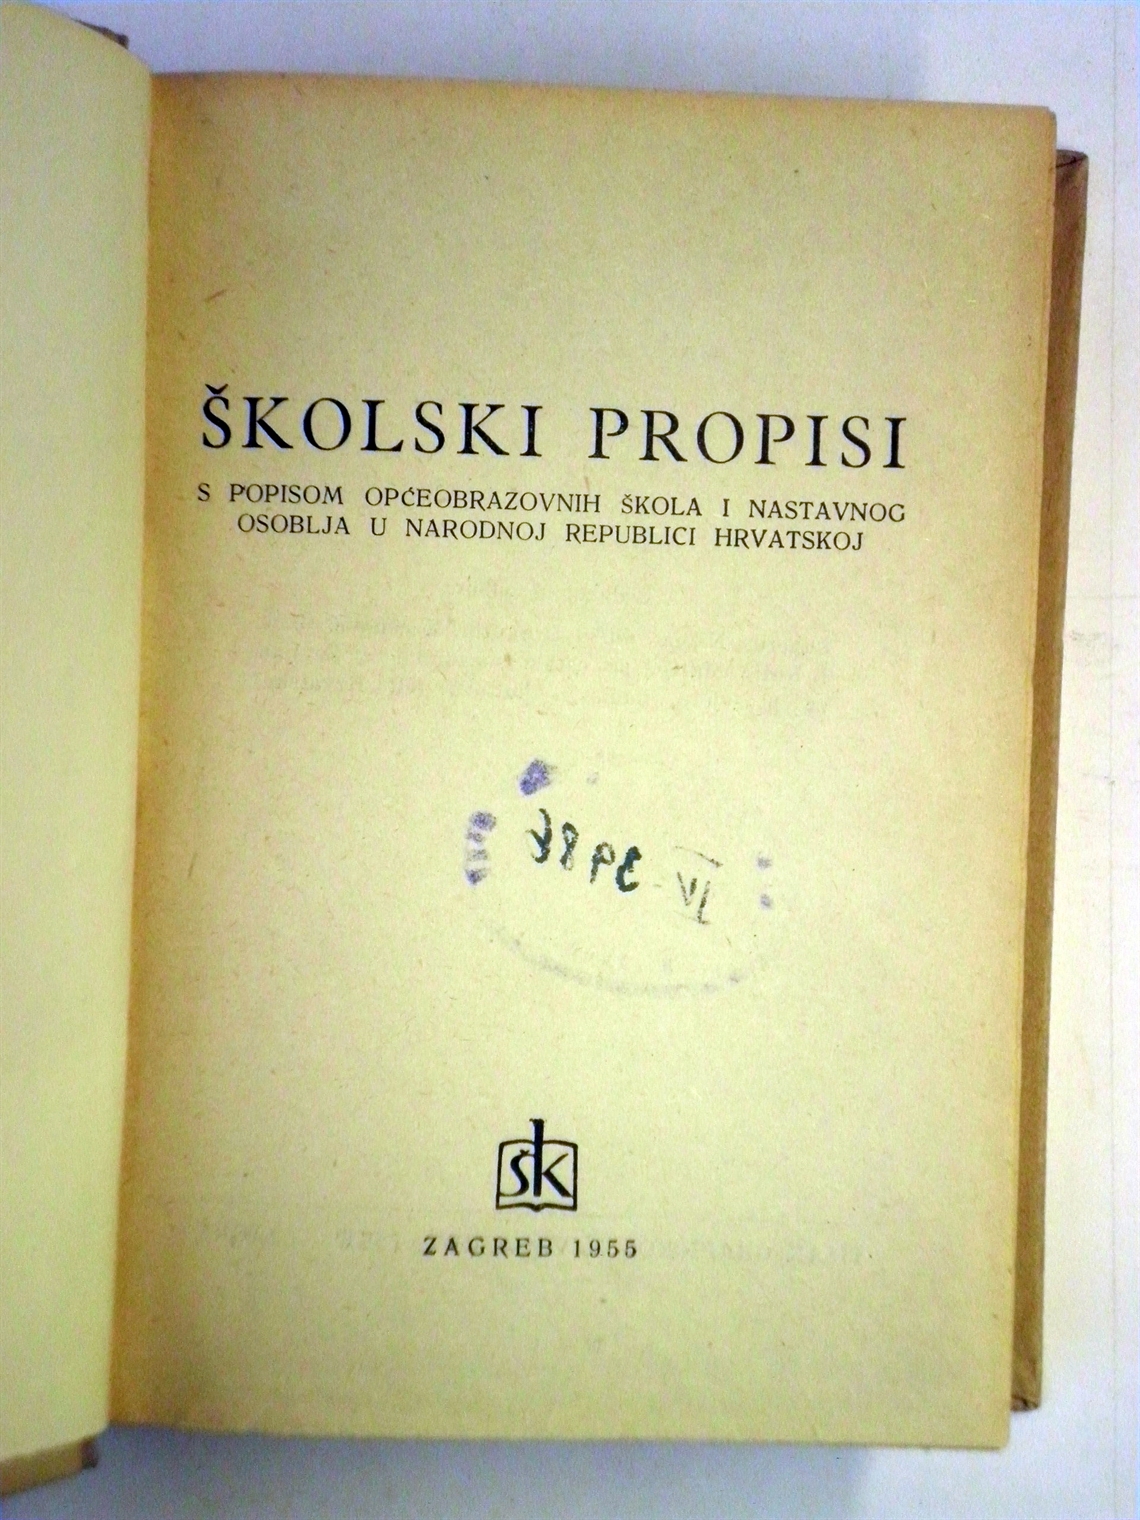 ŠKOLSKI PROPISI
S POPISOM OPĆEOBRAZOVNIH ŠKOLA I NASTAVNOG
OSOBLJA U NARODNOJ REPUBLICI HRVATSKOJ
ŠK
ZAGREB 1955